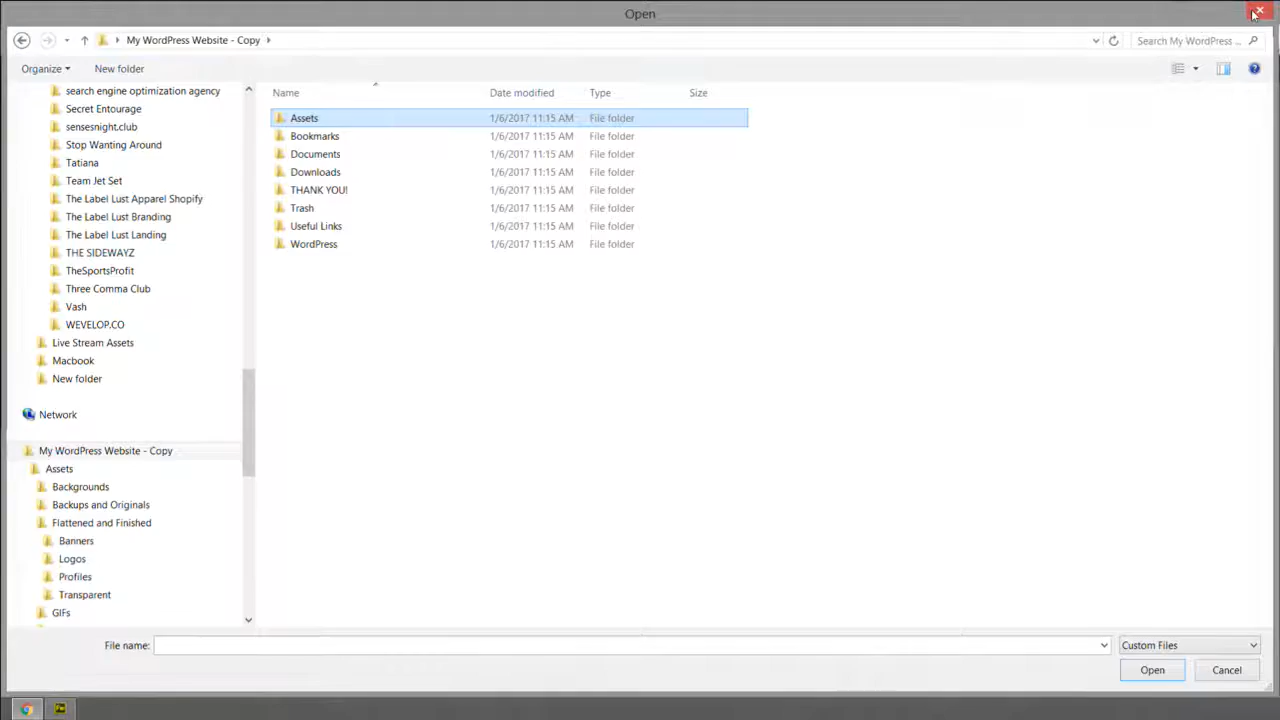 Open
My WordPress Website - Copy
Search My WordPress ...
Organize
New folder
search engine optimization agency
Secret Entourage
sensesnight.club
Stop Wanting Around
Tatiana
Team Jet Set
The Label Lust Apparel Shopify
The Label Lust Branding
The Label Lust Landing
THE SIDEWAYZ
TheSportsProfit
Three Comma Club
Vash
WEVELOP.CO
Live Stream Assets
Macbook
New folder
Network
My WordPress Website - Copy
Assets
Backgrounds
Backups and Originals
Flattened and Finished
Banners
Logos
Profiles
Transparent
GIFs
Name Date modified Type Size
Assets 1/6/2017 11:15 AM File folder
Bookmarks 1/6/2017 11:15 AM File folder
Documents 1/6/2017 11:15 AM File folder
Downloads 1/6/2017 11:15 AM File folder
THANK YOU! 1/6/2017 11:15 AM File folder
Trash 1/6/2017 11:15 AM File folder
Useful Links 1/6/2017 11:15 AM File folder
WordPress 1/6/2017 11:15 AM File folder
File name:
Custom Files
Open
Cancel
Fw